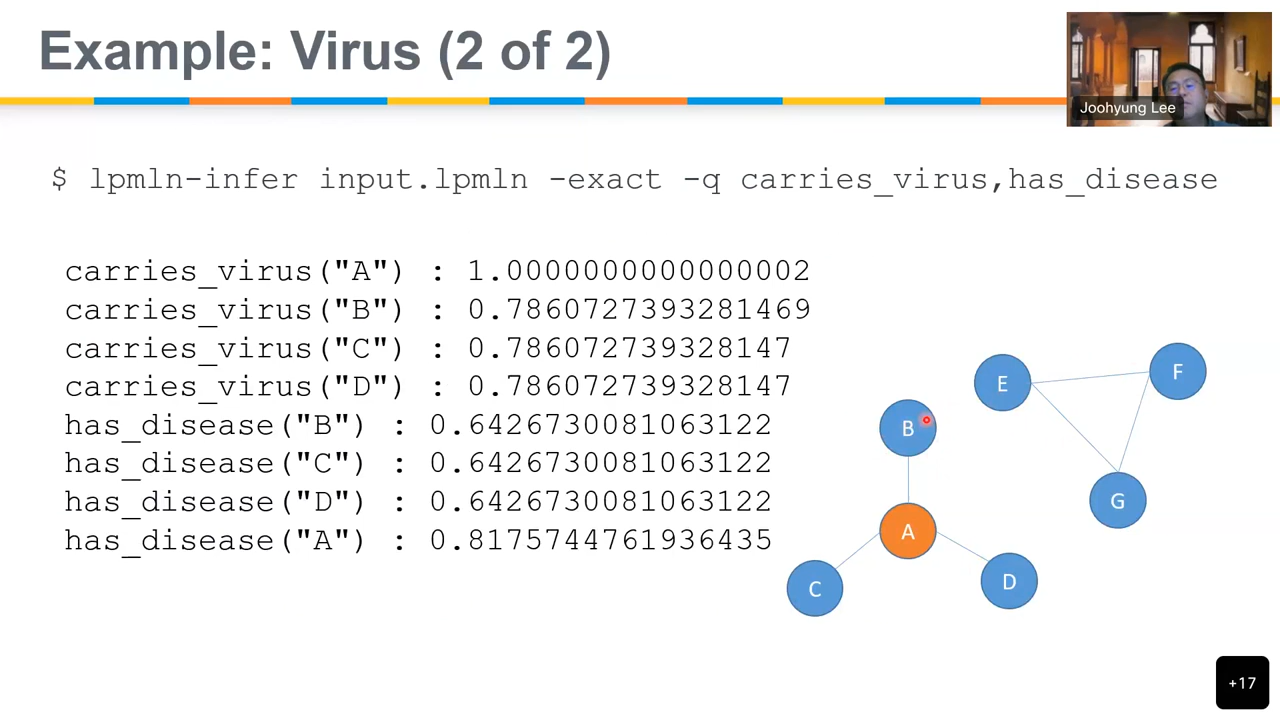 Example: Virus (2 of 2)
Joohyung Lee
$ lpmln-infer input.lpmln -exact -q carries_virus,has_disease
carries_virus("A") : 1.0000000000000002
carries_virus("B") : 0.7860727393281469
carries_virus("C") : 0.786072739328147
carries_virus("D") : 0.786072739328147
has_disease("B") : 0.6426730081063122
has_disease("C") : 0.6426730081063122
has_disease("D") : 0.6426730081063122
has_disease("A") : 0.8175744761936435
F
E
B
G
A
D
C
+17